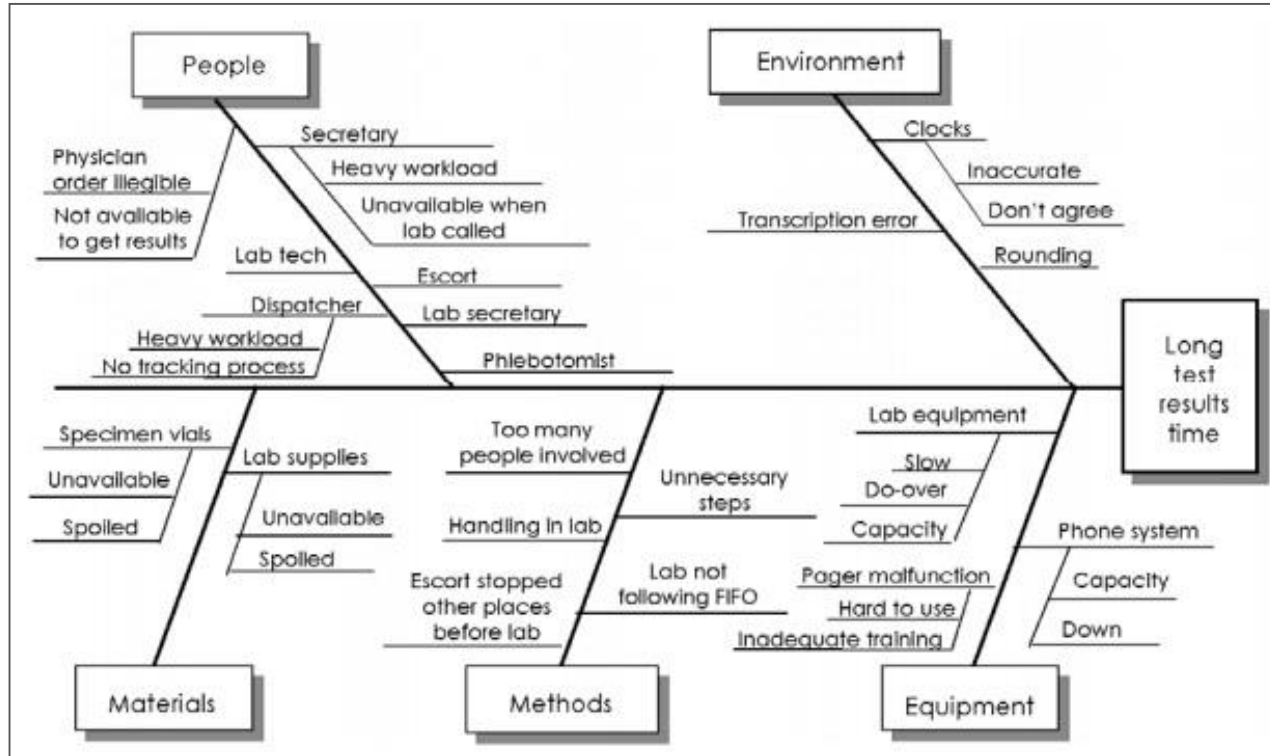 People
Environment
Secretary
Heavy workload
Unavailable when
lab called
Physician
order illegible
Not available
to get results
Lab tech
Escort
Dispatcher
Lab secretary
Heavy workload
No tracking process
Phlebotomist
Clocks
Inaccurate
Don't agree
Transcription error
Rounding
Long
test
results
time
Specimen vials
Unavailable
Spoiled
Lab supplies
Unavailable
Spoiled
Too many
people involved
Unnecessary
steps
Handling in lab
Lab not
following FIFO
Escort stopped
other places
before lab
Lab equipment
Slow
Do-over
Capacity
Phone system
Capacity
Down
Pager malfunction
Hard to use
Inadequate training
Materials
Methods
Equipment